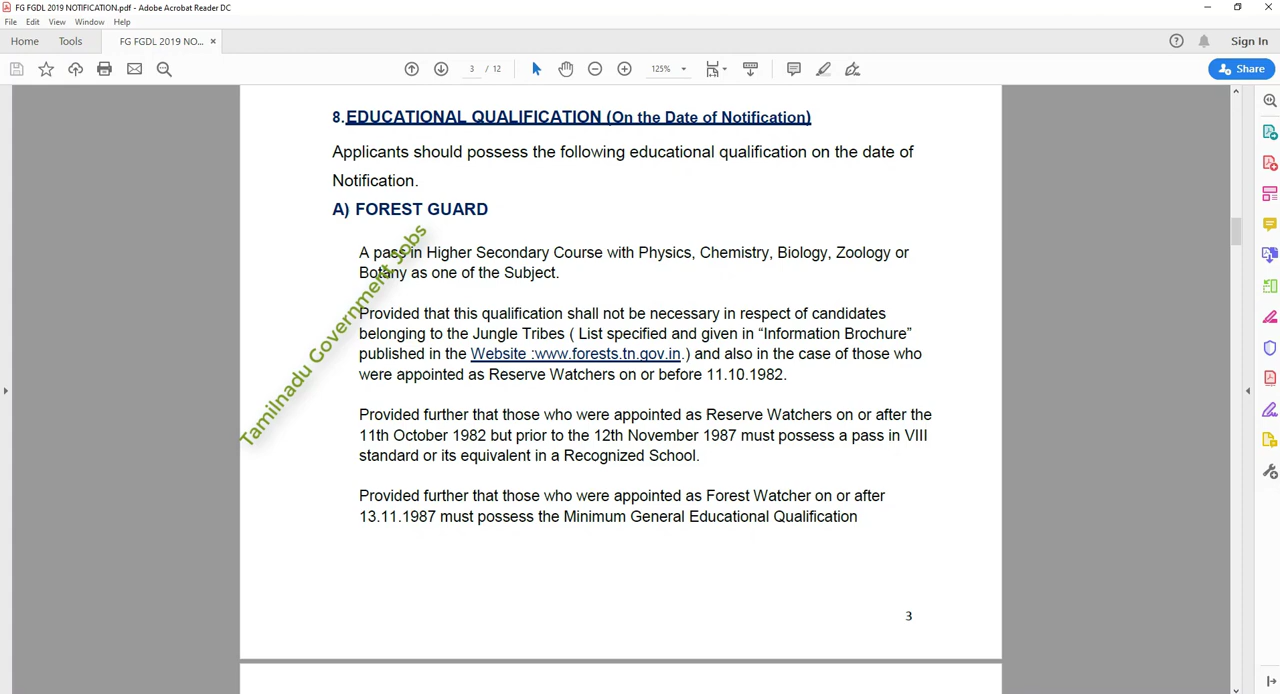 FG FGDL 2019 NOTIFICATION.pdf - Adobe Acrobat Reader DC
File Edit View Window Help
Home Tools FG FGDL 2019 NO... × Sign In
3 / 12 125% Share
8.EDUCATIONAL QUALIFICATION (On the Date of Notification)
Applicants should possess the following educational qualification on the date of
Notification.
A) FOREST GUARD
A pass in Higher Secondary Course with Physics, Chemistry, Biology, Zoology or
Botany as one of the Subject.
Provided that this qualification shall not be necessary in respect of candidates
belonging to the Jungle Tribes ( List specified and given in “Information Brochure”
published in the Website :www.forests.tn.gov.in.) and also in the case of those who
were appointed as Reserve Watchers on or before 11.10.1982.
Provided further that those who were appointed as Reserve Watchers on or after the
11th October 1982 but prior to the 12th November 1987 must possess a pass in VIII
standard or its equivalent in a Recognized School.
Provided further that those who were appointed as Forest Watcher on or after
13.11.1987 must possess the Minimum General Educational Qualification
3
Tamilnadu Government Jobs